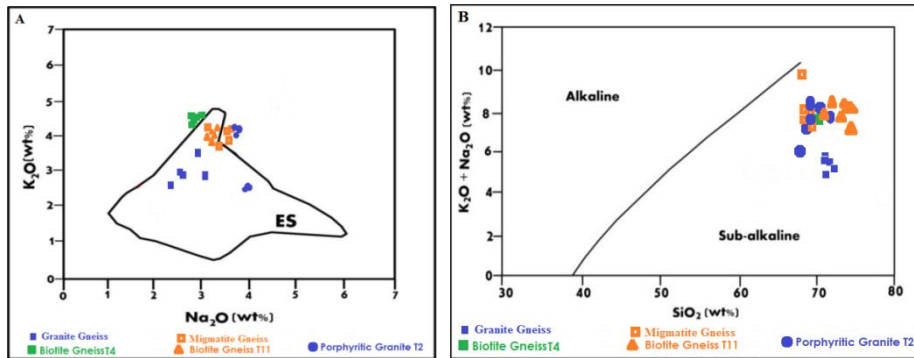 A
7
6
5
4
3
2
1
0
K₂O (wt%)
ES
0 1 2 3 4 5 6 7
Na₂O (wt%)
Granite Gneiss
Migmatite Gneiss
Biotite GneissT4
Biotite Gneiss T11
Porphyritic Granite T2
B
12
10
8
6
4
2
0
K₂O + Na₂O (wt%)
Alkaline
Sub-alkaline
30 40 50 60 70 80
SiO₂ (wt%)
Granite Gneiss
Migmatite Gneiss
Biotite GneissT4
Biotite Gneiss T11
Porphyritic Granite T2